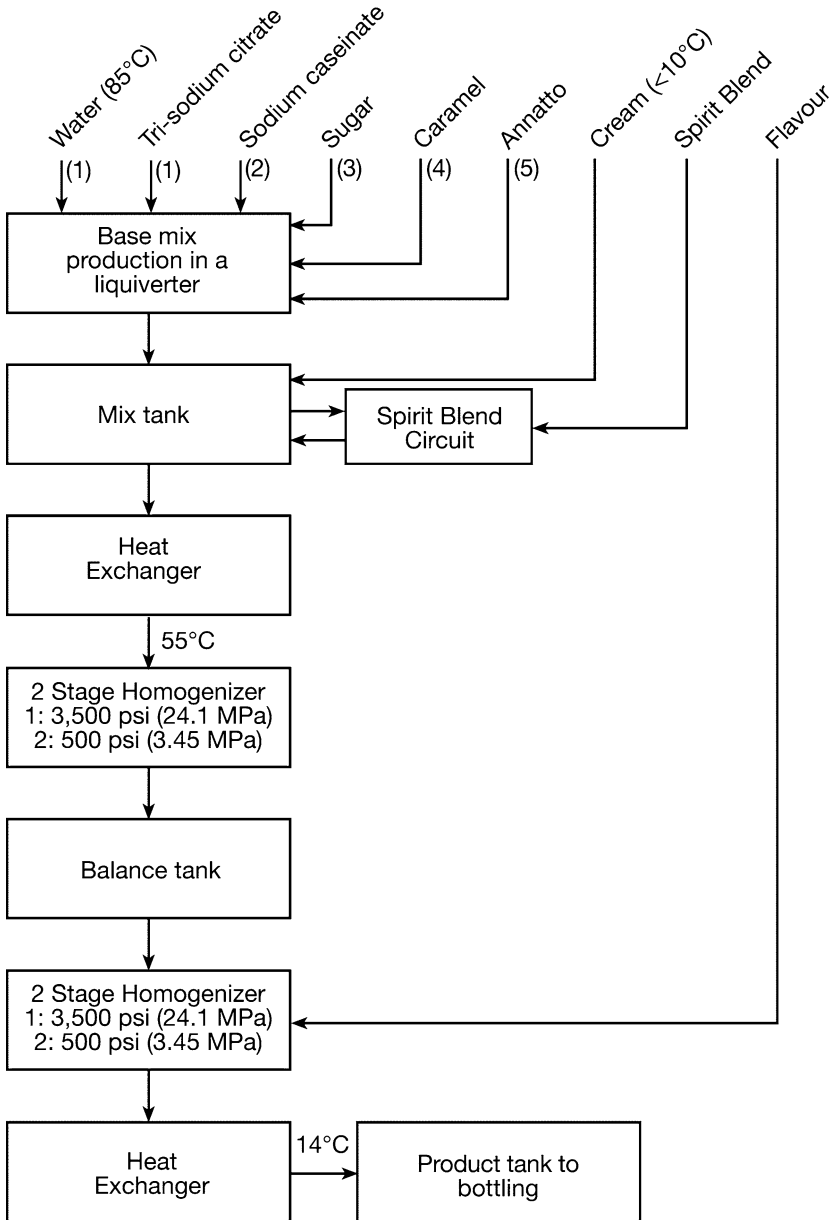 Water (85°C)
Tri-sodium citrate
Sodium caseinate
Sugar
Caramel
Annatto
Cream (<10°C)
Spirit Blend
Flavour
(1)
(1)
(2)
(3)
(4)
(5)
Base mix
production in a
liquiverter
Mix tank
Spirit Blend
Circuit
Heat
Exchanger
55°C
2 Stage Homogenizer
1: 3,500 psi (24.1 MPa)
2: 500 psi (3.45 MPa)
Balance tank
2 Stage Homogenizer
1: 3,500 psi (24.1 MPa)
2: 500 psi (3.45 MPa)
Heat
Exchanger
14°C
Product tank to
bottling